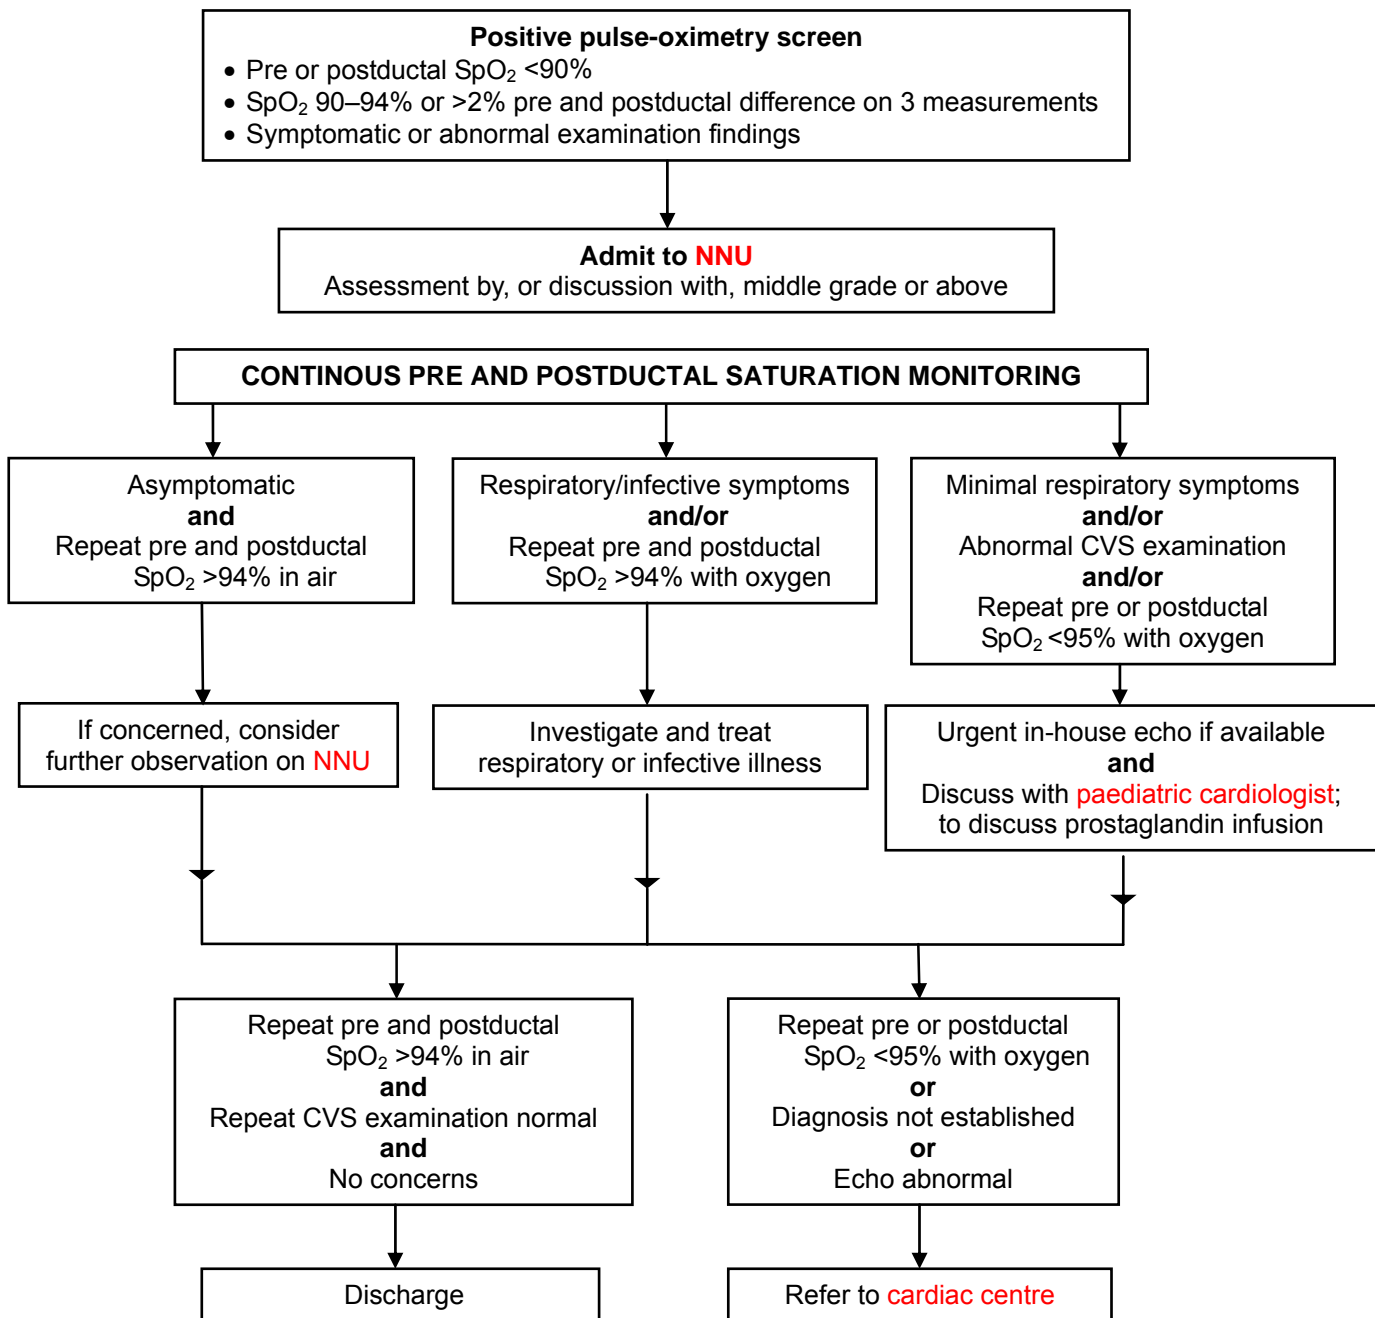 Positive pulse-oximetry screen
• Pre or postductal SpO₂ <90%
• SpO₂ 90–94% or >2% pre and postductal difference on 3 measurements
• Symptomatic or abnormal examination findings
Admit to NNU
Assessment by, or discussion with, middle grade or above
CONTINOUS PRE AND POSTDUCTAL SATURATION MONITORING
Asymptomatic
and
Repeat pre and postductal
SpO₂ >94% in air
Respiratory/infective symptoms
and/or
Repeat pre and postductal
SpO₂ >94% with oxygen
Minimal respiratory symptoms
and/or
Abnormal CVS examination
and/or
Repeat pre or postductal
SpO₂ <95% with oxygen
If concerned, consider
further observation on NNU
Investigate and treat
respiratory or infective illness
Urgent in-house echo if available
and
Discuss with paediatric cardiologist;
to discuss prostaglandin infusion
Repeat pre and postductal
SpO₂ >94% in air
and
Repeat CVS examination normal
and
No concerns
Repeat pre or postductal
SpO₂ <95% with oxygen
or
Diagnosis not established
or
Echo abnormal
Discharge
Refer to cardiac centre